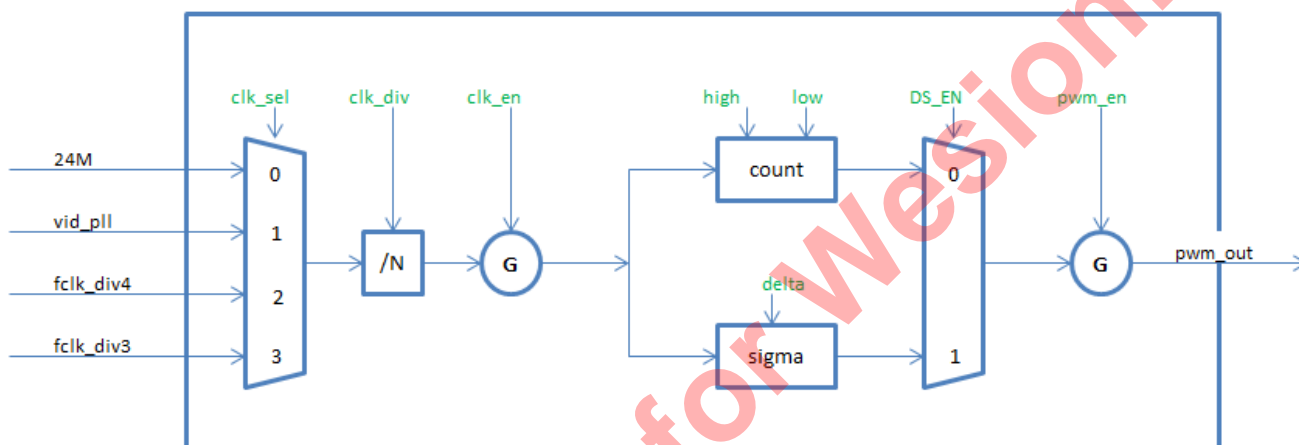 clk_sel
clk_div
clk_en
high
low
DS_EN
pwm_en
24M
vid_pll
fclk_div4
fclk_div3
0
1
2
3
/N
G
count
delta
sigma
0
1
G
pwm_out
for Wesion